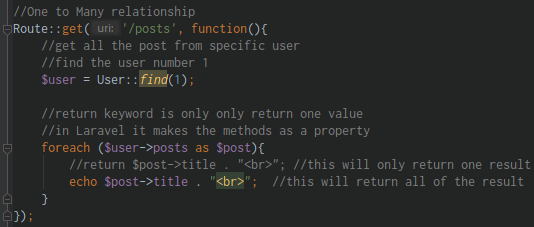 //One to Many relationship
Route::get( uri: '/posts', function(){
//get all the post from specific user
//find the user number 1
$user = User::find(1);
//return keyword is only only return one value
//in Laravel it makes the methods as a property
foreach ($user->posts as $post){
//return $post->title . "<br>"; //this will only return one result
echo $post->title . "<br>";  //this will return all of the result
}
});